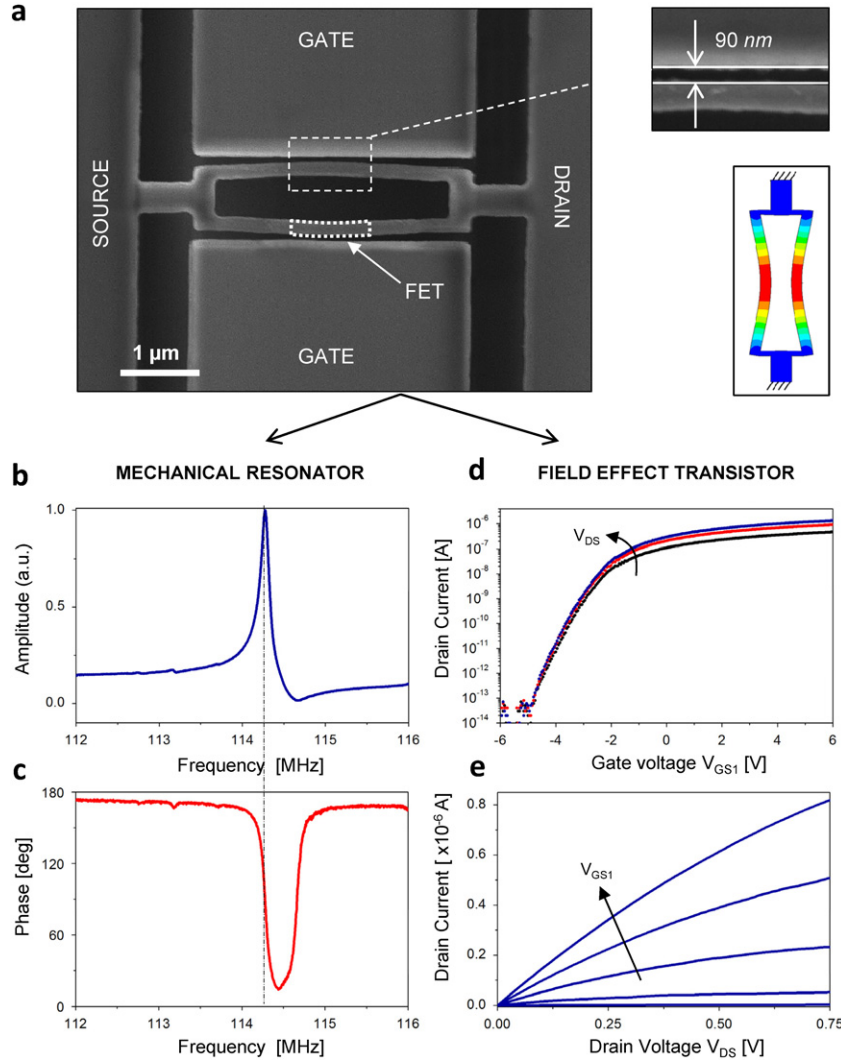 a
GATE
SOURCE
DRAIN
FET
GATE
1 µm
90 nm
b
MECHANICAL RESONATOR
1.0
0.5
0.0
Amplitude (a.u.)
112
113
114
115
116
Frequency [MHz]
c
180
120
60
0
Phase [deg]
112
113
114
115
116
Frequency [MHz]
d
FIELD EFFECT TRANSISTOR
V_DS
10⁻⁶
10⁻⁷
10⁻⁸
10⁻⁹
10⁻¹⁰
10⁻¹¹
10⁻¹²
10⁻¹³
10⁻¹⁴
Drain Current [A]
-6
-4
-2
0
2
4
6
Gate voltage V_GS1 [V]
e
V_GS1
0.8
0.6
0.4
0.2
0.0
Drain Current [ x10⁻⁶ A]
0.00
0.25
0.50
0.75
Drain Voltage V_DS [V]